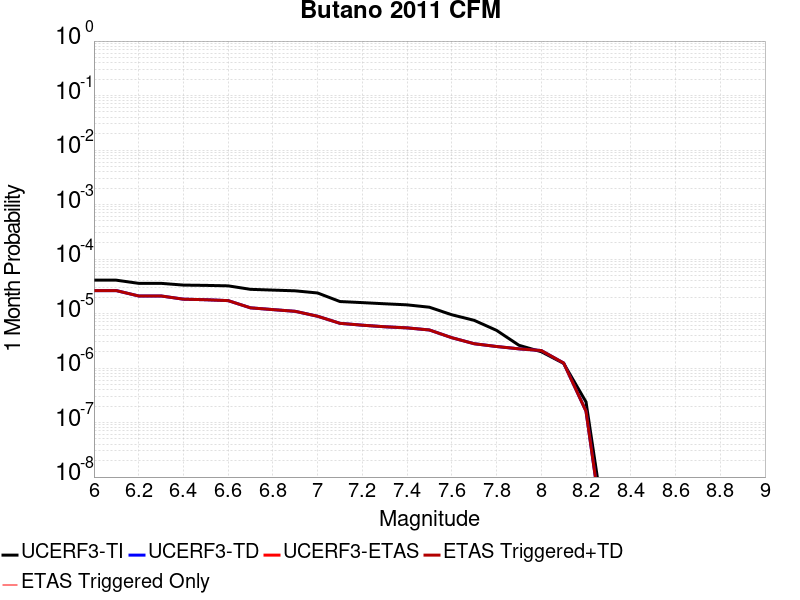 Butano 2011 CFM
10^0
10^-1
10^-2
10^-3
10^-4
10^-5
10^-6
10^-7
10^-8
1 Month Probability
6 6.2 6.4 6.6 6.8 7 7.2 7.4 7.6 7.8 8 8.2 8.4 8.6 8.8 9
Magnitude
UCERF3-TI UCERF3-TD UCERF3-ETAS ETAS Triggered+TD
ETAS Triggered Only